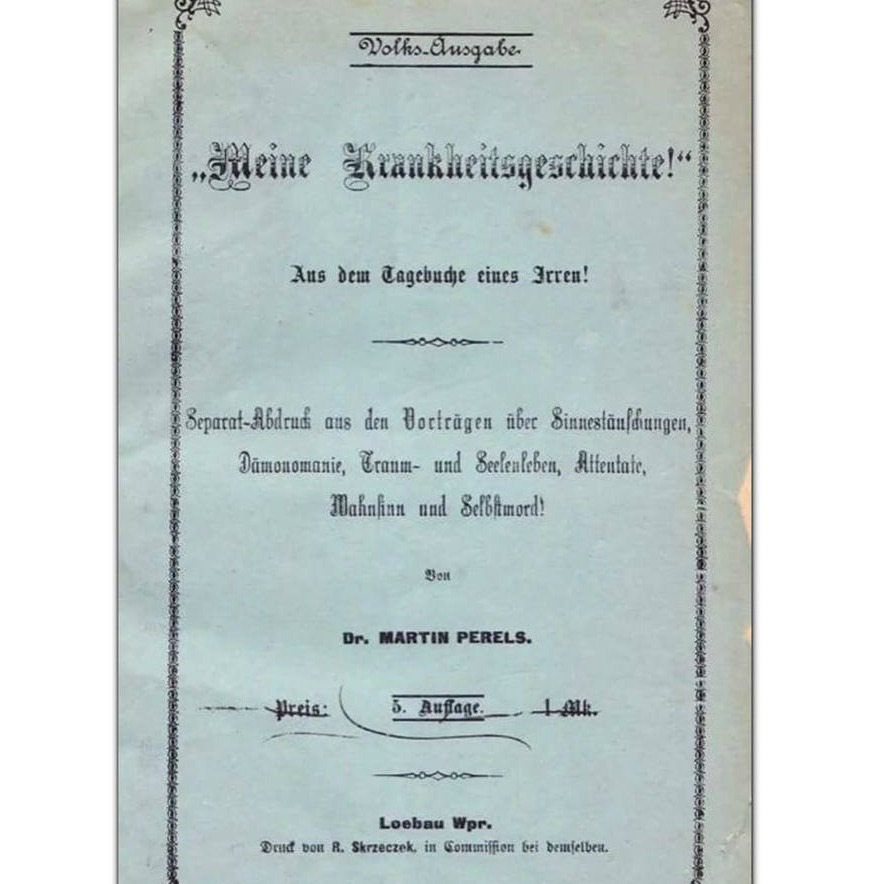 Volks-Ausgabe.
„Meine Krankheitsgeschichte!“
Aus dem Tagebuche eines Irren!
Separat-Abdruck aus den Vorträgen über Sinnestäuschungen,
Dämonomanie, Traum- und Seelenleben, Attentate,
Wahnsinn und Selbstmord!
Von
Dr. MARTIN PERELS.
Preis: 5. Auflage. 1 Mk.
Loebau Wpr.
Druck von R. Skrzeczek, in Commission bei demselben.